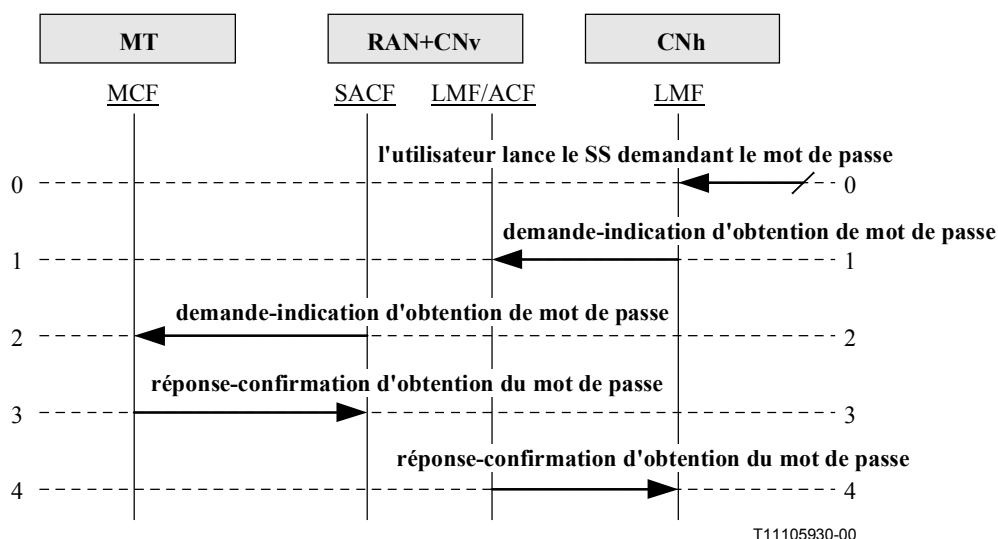 MT RAN+CNv CNh
MCF SACF LMF/ACF LMF
l'utilisateur lance le SS demandant le mot de passe
0 0
demande-indication d'obtention de mot de passe
1 1
demande-indication d'obtention de mot de passe
2 2
réponse-confirmation d'obtention du mot de passe
3 3
réponse-confirmation d'obtention du mot de passe
4 4
T11105930-00